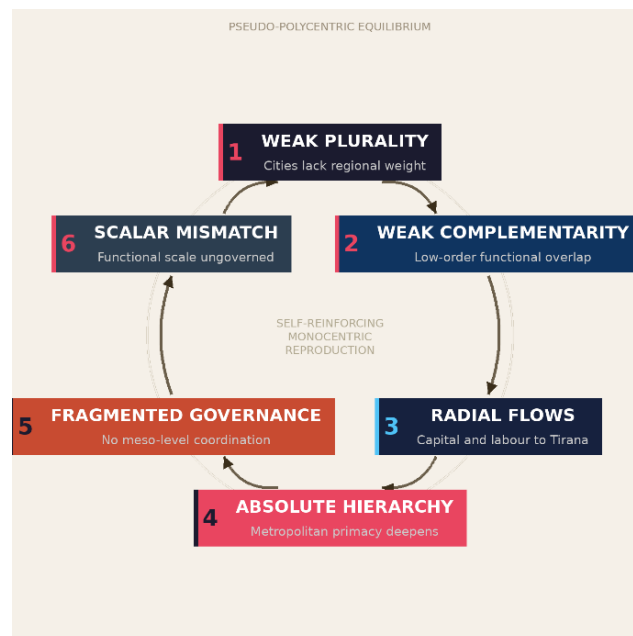 PSEUDO-POLYCENTRIC EQUILIBRIUM
1
WEAK PLURALITY
Cities lack regional weight
6
SCALAR MISMATCH
Functional scale ungoverned
2
WEAK COMPLEMENTARITY
Low-order functional overlap
SELF-REINFORCING
MONOCENTRIC
REPRODUCTION
5
FRAGMENTED GOVERNANCE
No meso-level coordination
3
RADIAL FLOWS
Capital and labour to Tirana
4
ABSOLUTE HIERARCHY
Metropolitan primacy deepens